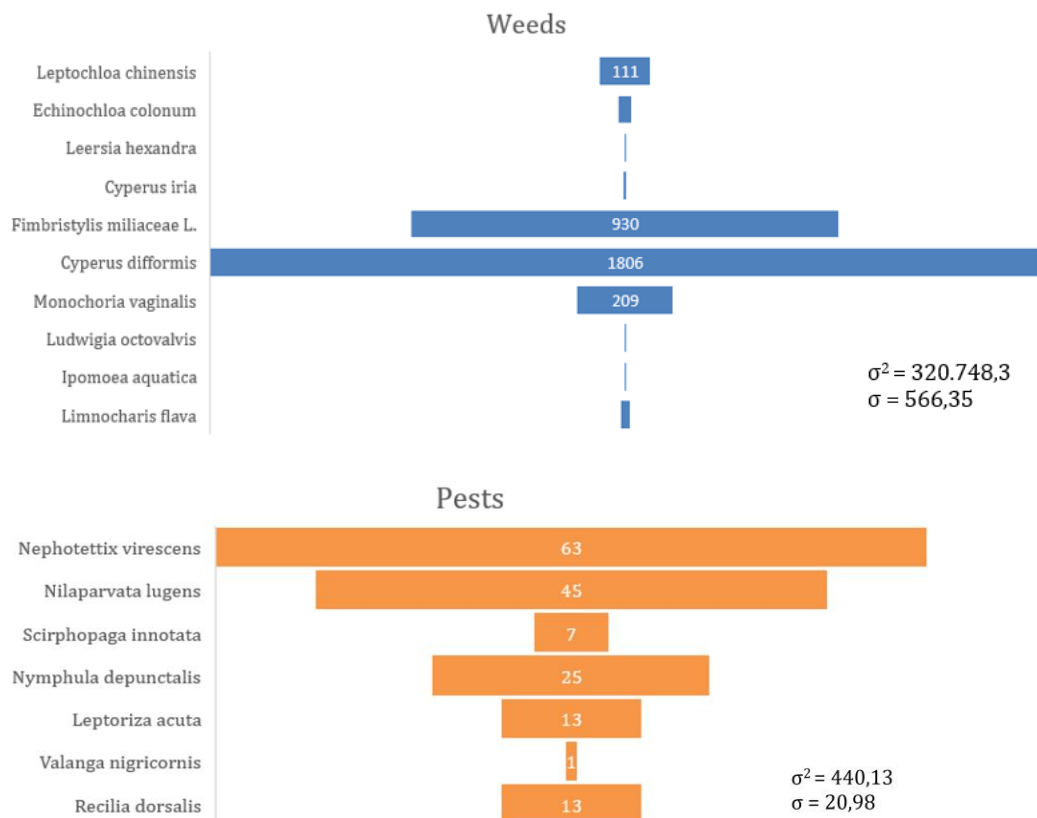 Weeds
Leptochloa chinensis 111
Echinochloa colonum
Leersia hexandra
Cyperus iria
Fimbristylis miliaceae L. 930
Cyperus difformis 1806
Monochoria vaginalis 209
Ludwigia octovalvis
Ipomoea aquatica
Limnocharis flava
σ² = 320.748,3
σ = 566,35
Pests
Nephotettix virescens 63
Nilaparvata lugens 45
Scirphopaga innotata 7
Nymphula depunctalis 25
Leptoriza acuta 13
Valanga nigricornis 1
Recilia dorsalis 13
σ² = 440,13
σ = 20,98